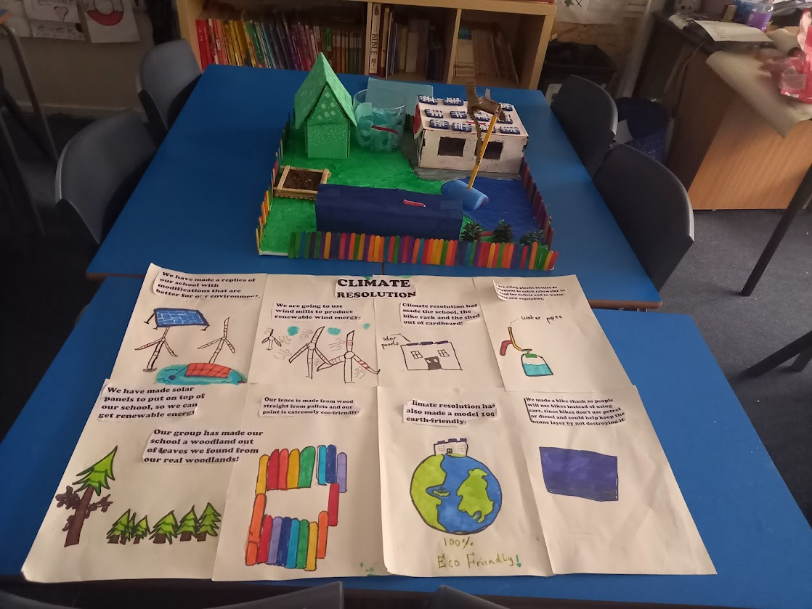 CLIMATE
RESOLUTION
We have made a replica of
our school with
modifications that are
better for our environment.
We are going to use
wind mills to produce
renewable wind energy.
Climate resolution has
made the school, the
bike rack and the shed
out of cardboard!
solar
panels
water
We have made solar
panels to put on top of
our school, so we can
get renewable energy
Our group has made our
school a woodland out
of leaves we found from
our real woodlands!
Our fence is made from wood
straight from pallets and our
paint is extremely eco-friendly
limate resolution has
also made a model 100
earth-friendly.
We made a bike shack so people
will use bikes instead of using
cars, since bikes don't use petrol
or diesel and could help keep the
layer by not destroying it.
100%
Eco Friendly!